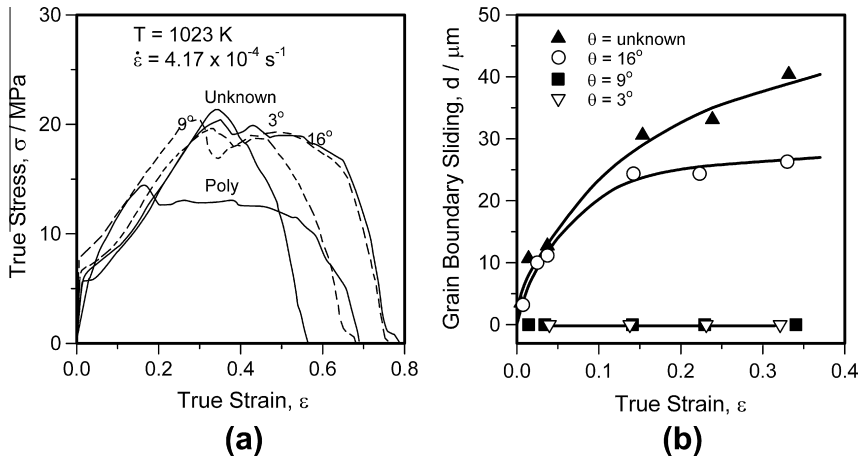 30
20
10
0
True Stress, σ / MPa
T = 1023 K
ε̇ = 4.17 x 10⁻⁴ s⁻¹
Unknown
9°
3°
16°
Poly
0.0 0.2 0.4 0.6 0.8
True Strain, ε
(a)
50
40
30
20
10
0
Grain Boundary Sliding, d / μm
θ = unknown
θ = 16°
θ = 9°
θ = 3°
0.0 0.1 0.2 0.3 0.4
True Strain, ε
(b)